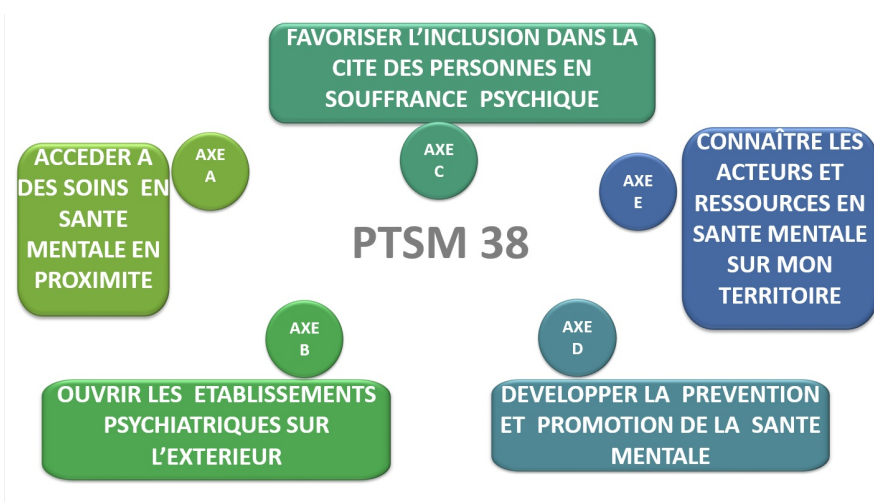 FAVORISER L'INCLUSION DANS LA
CITE DES PERSONNES EN
SOUFFRANCE PSYCHIQUE
AXE
A
ACCEDER A
DES SOINS EN
SANTE
MENTALE EN
PROXIMITE
AXE
C
AXE
E
CONNAÎTRE LES
ACTEURS ET
RESSOURCES EN
SANTE MENTALE
SUR MON
TERRITOIRE
PTSM 38
AXE
B
OUVRIR LES ETABLISSEMENTS
PSYCHIATRIQUES SUR
L'EXTERIEUR
AXE
D
DEVELOPPER LA PREVENTION
ET PROMOTION DE LA SANTE
MENTALE